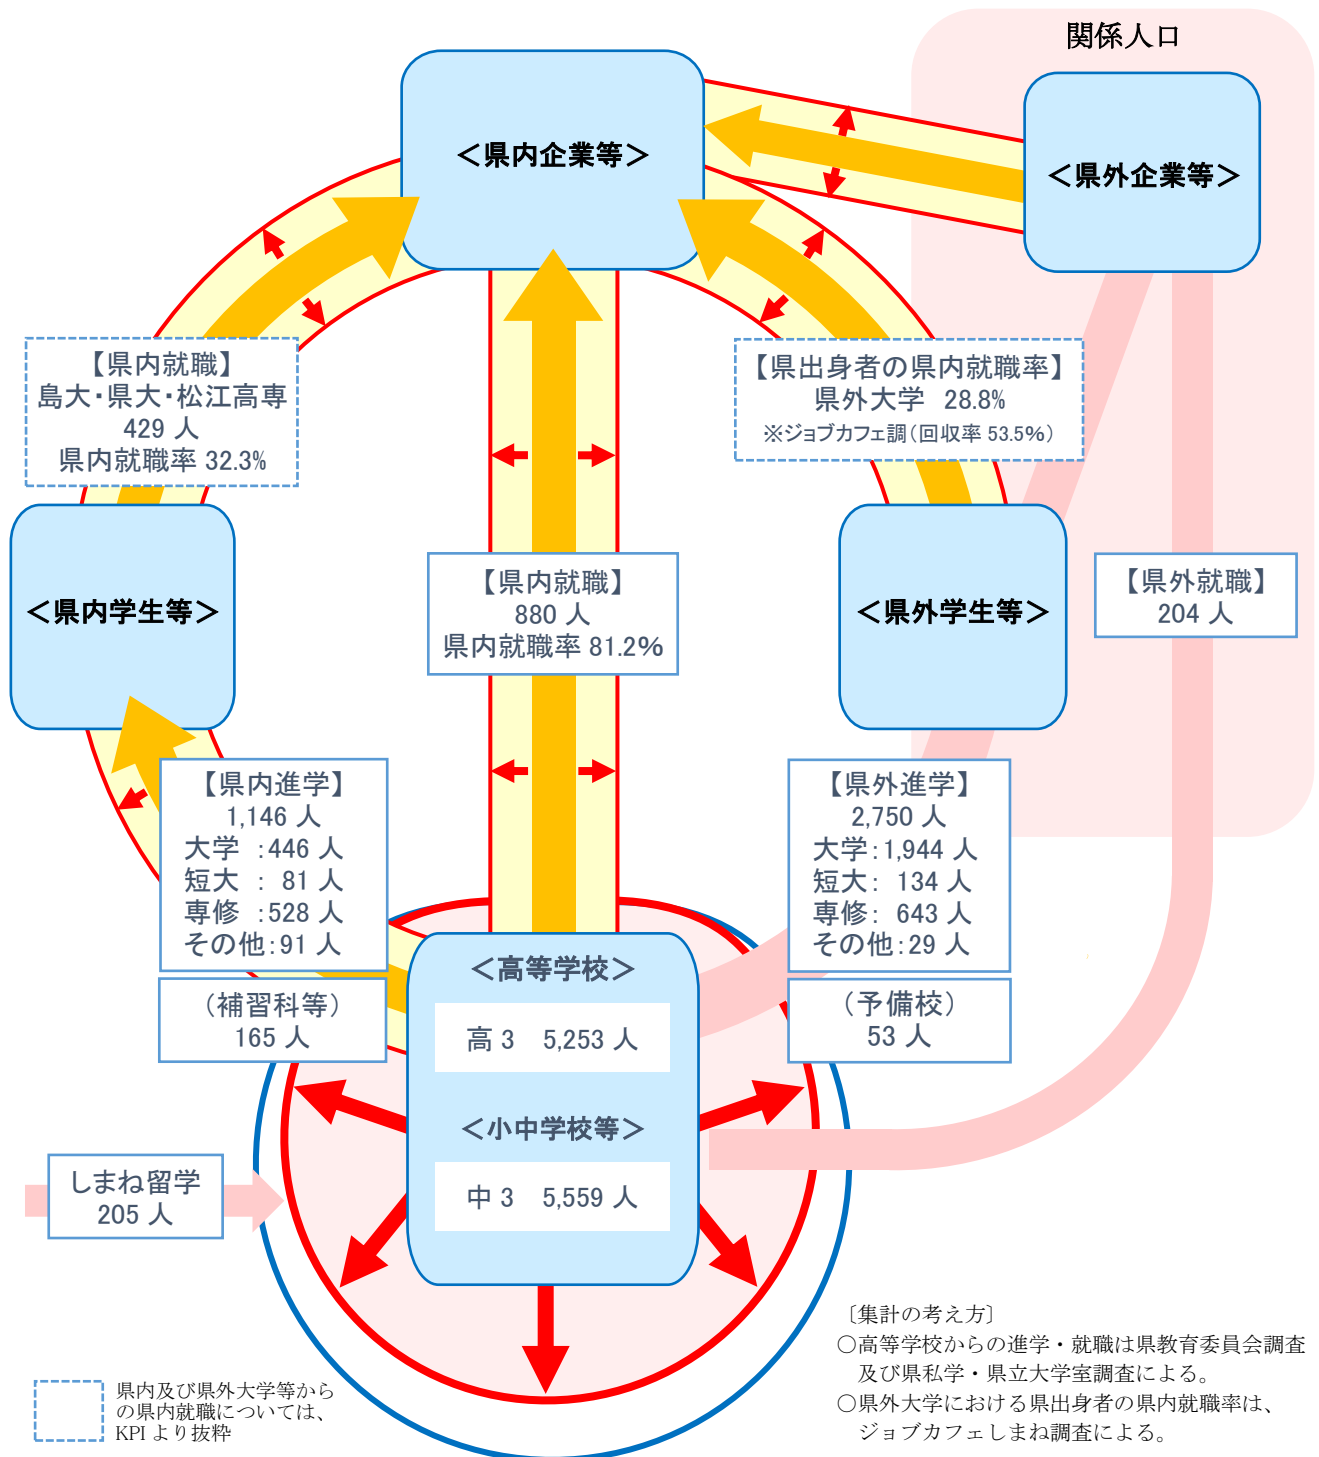 関係人口
＜県内企業等＞
＜県外企業等＞
【県内就職】
島大・県大・松江高専
429 人
県内就職率 32.3%
【県出身者の県内就職率】
県外大学 28.8%
※ジョブカフェ調（回収率 53.5%）
＜県内学生等＞
【県内就職】
880 人
県内就職率 81.2%
＜県外学生等＞
【県外就職】
204 人
【県内進学】
1,146 人
大学 ：446 人
短大 ： 81 人
専修 ：528 人
その他：91 人
（補習科等）
165 人
【県外進学】
2,750 人
大学：1,944 人
短大： 134 人
専修： 643 人
その他：29 人
（予備校）
53 人
＜高等学校＞
高 3 5,253 人
＜小中学校等＞
中 3 5,559 人
しまね留学
205 人
県内及び県外大学等から
の県内就職については、
KPI より抜粋
〔集計の考え方〕
○高等学校からの進学・就職は県教育委員会調査
及び県私学・県立大学室調査による。
○県外大学における県出身者の県内就職率は、
ジョブカフェしまね調査による。